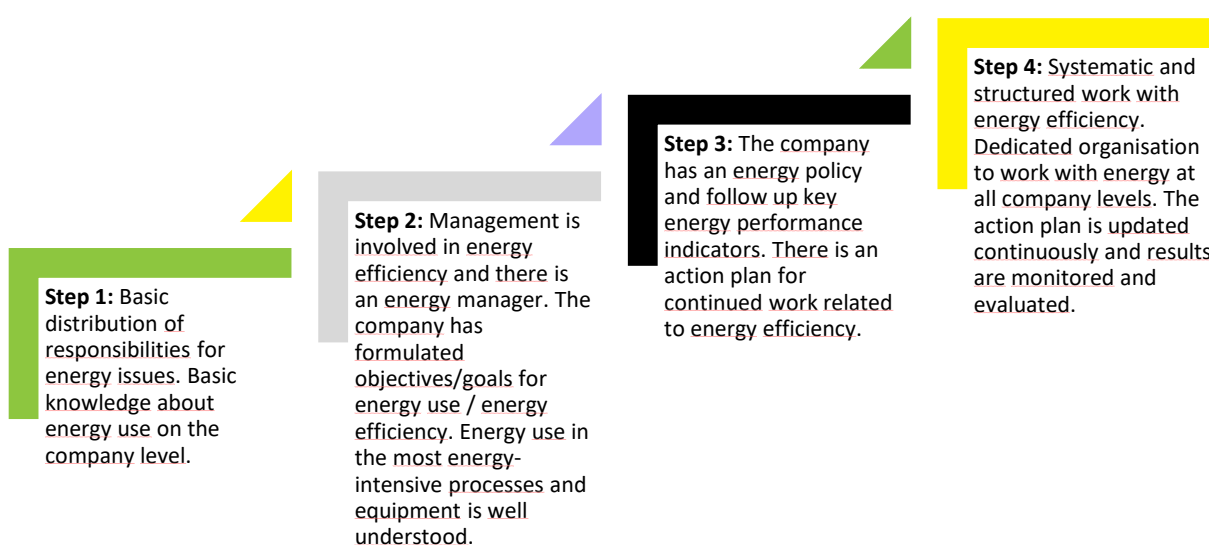 Step 1: Basic
distribution of
responsibilities for
energy issues. Basic
knowledge about
energy use on the
company level.
Step 2: Management is
involved in energy
efficiency and there is
an energy manager. The
company has
formulated
objectives/goals for
energy use / energy
efficiency. Energy use in
the most energy-
intensive processes and
equipment is well
understood.
Step 3: The company
has an energy policy
and follow up key
energy performance
indicators. There is an
action plan for
continued work related
to energy efficiency.
Step 4: Systematic and
structured work with
energy efficiency.
Dedicated organisation
to work with energy at
all company levels. The
action plan is updated
continuously and results
are monitored and
evaluated.